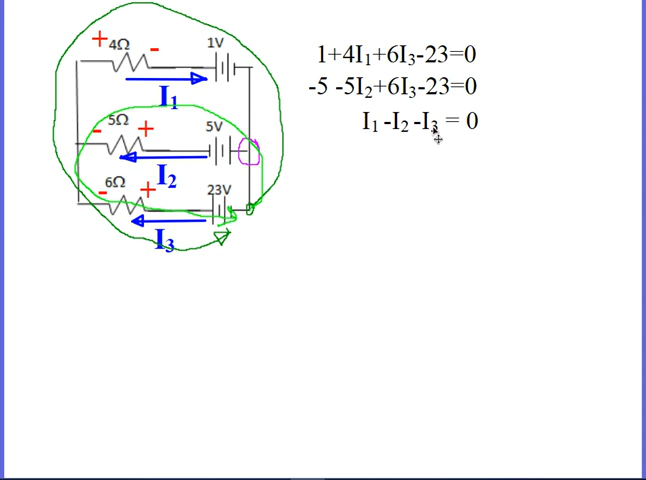 + 4Ω - 1V
I₁
1+4I₁+6I₃-23=0
-5 -5I₂+6I₃-23=0
I₁ -I₂ -I₃ = 0
5Ω 5V
- +
I₂
6Ω 23V
- +
I₃